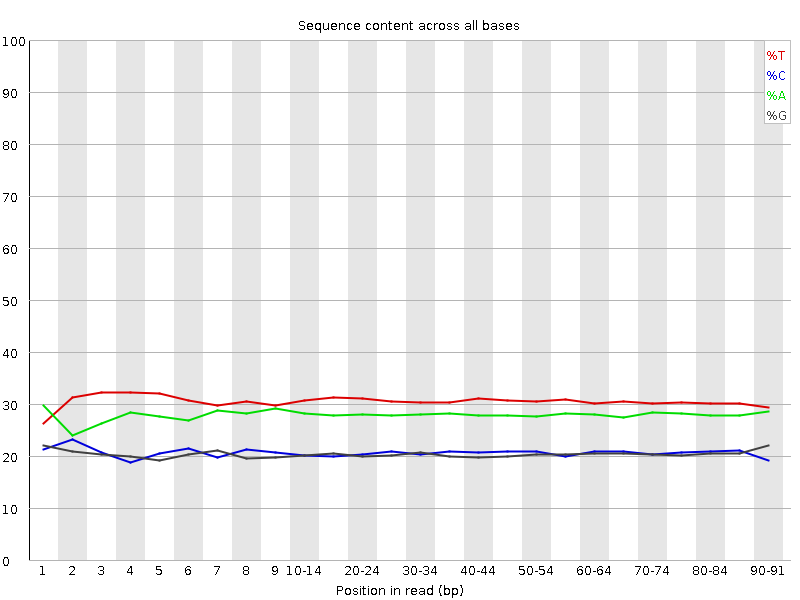 Sequence content across all bases
100
90
80
70
60
50
40
30
20
10
0
%T
%C
%A
%G
1 2 3 4 5 6 7 8 9 10-14 20-24 30-34 40-44 50-54 60-64 70-74 80-84 90-91
Position in read (bp)